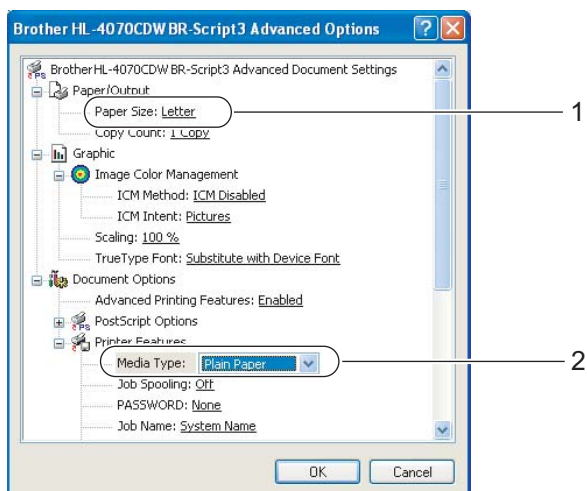 Brother HL-4070CDW BR-Script3 Advanced Options
BrotherHL-4070CDW BR-Script3 Advanced Document Settings
Paper/Output
Paper Size: Letter
1
Copy Count: 1 Copy
Graphic
Image Color Management
ICM Method: ICM Disabled
ICM Intent: Pictures
Scaling: 100 %
TrueType Font: Substitute with Device Font
Document Options
Advanced Printing Features: Enabled
PostScript Options
Printer Features
Media Type: Plain Paper
2
Job Spooling: Off
PASSWORD: None
Job Name: System Name
OK
Cancel